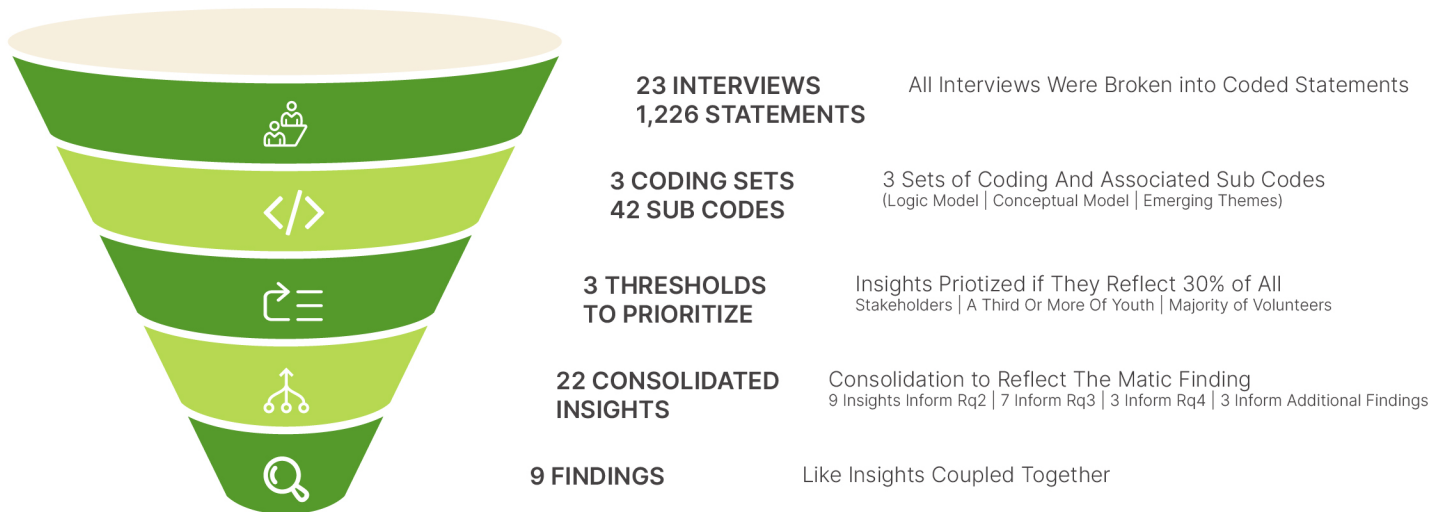 23 INTERVIEWS
1,226 STATEMENTS
All Interviews Were Broken into Coded Statements
3 CODING SETS
42 SUB CODES
3 Sets of Coding And Associated Sub Codes
(Logic Model | Conceptual Model | Emerging Themes)
3 THRESHOLDS
TO PRIORITIZE
Insights Priotized if They Reflect 30% of All
Stakeholders | A Third Or More Of Youth | Majority of Volunteers
22 CONSOLIDATED
INSIGHTS
Consolidation to Reflect The Matic Finding
9 Insights Inform Rq2 | 7 Inform Rq3 | 3 Inform Rq4 | 3 Inform Additional Findings
9 FINDINGS
Like Insights Coupled Together